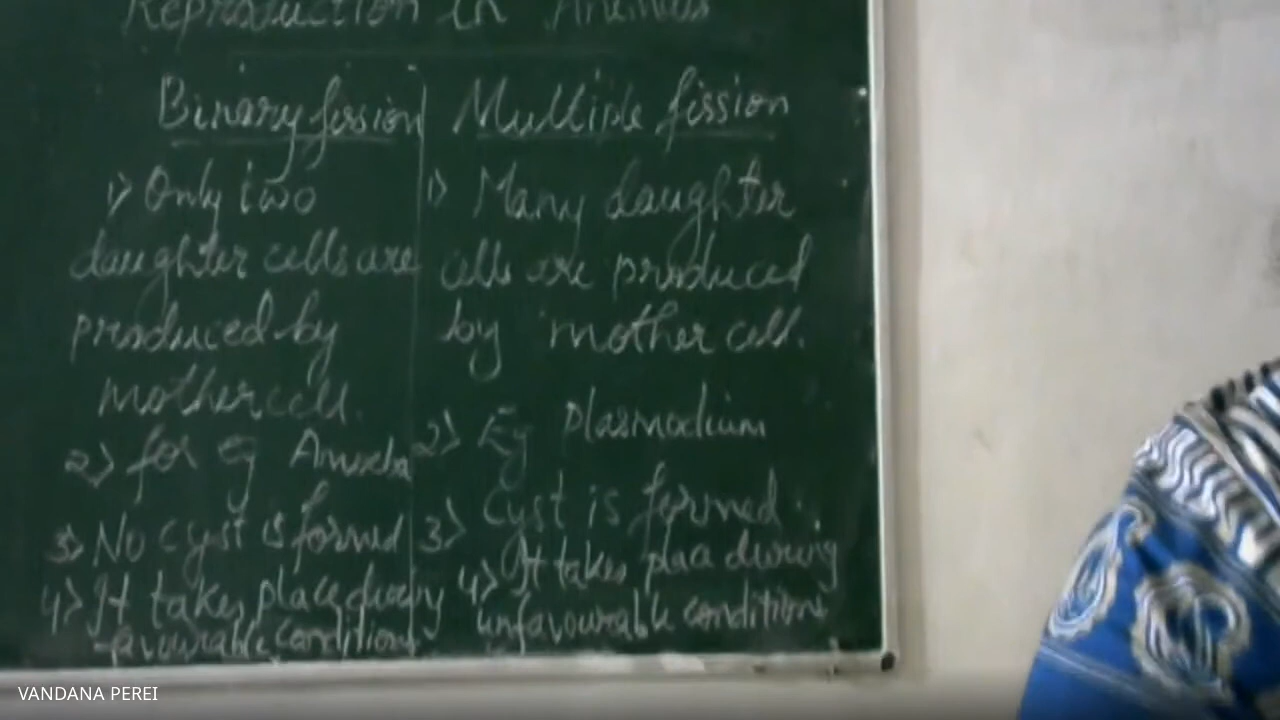 Reproduction in Animals
Binary fission
1) Only two
daughter cells are
produced by
mother cell.
2) for eg Amoeba
3) No cyst is formed
4) It takes place during
favourable condition
Multiple fission
1) Many daughter
cells are produced
by mother cell.
2) Eg Plasmodium
3) Cyst is formed.
4) It takes place during
unfavourable condition
VANDANA PEREI